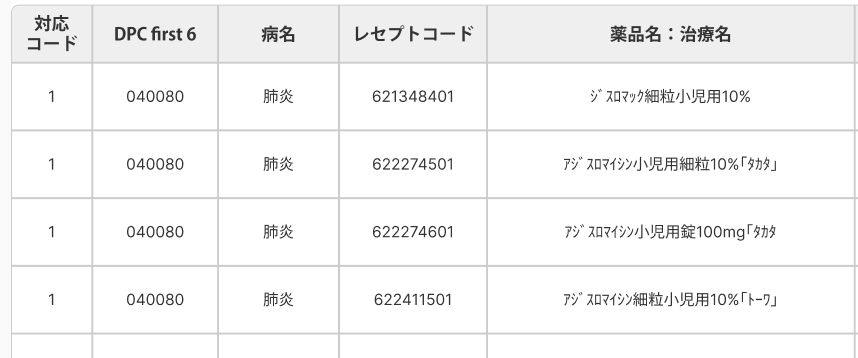 対応
コード DPC first 6 病名 レセプトコード 薬品名：治療名
1 040080 肺炎 621348401 ｼﾞｽﾛﾏｯｸ細粒小児用10%
1 040080 肺炎 622274501 ｱｼﾞｽﾛﾏｲｼﾝ小児用細粒10%｢ﾀｶﾀ｣
1 040080 肺炎 622274601 ｱｼﾞｽﾛﾏｲｼﾝ小児用錠100mg｢ﾀｶﾀ
1 040080 肺炎 622411501 ｱｼﾞｽﾛﾏｲｼﾝ細粒小児用10%｢ﾄｰﾜ｣